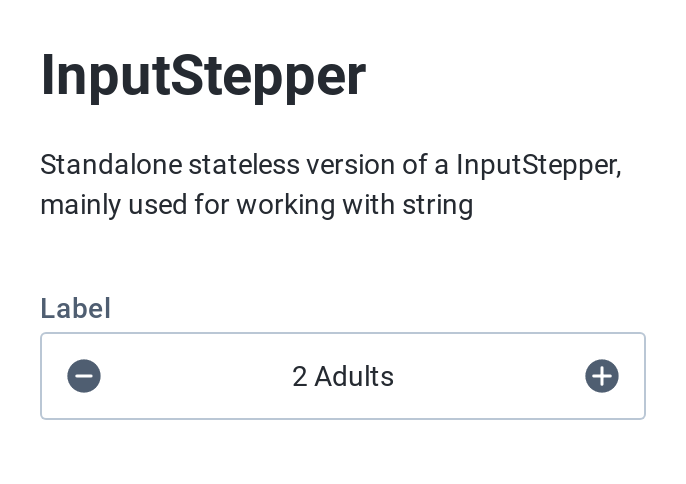 InputStepper
Standalone stateless version of a InputStepper,
mainly used for working with string
Label
2 Adults